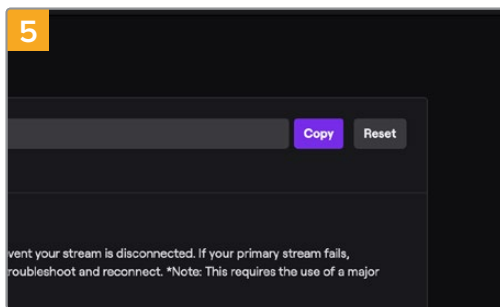 5
Copy Reset
vent your stream is disconnected. If your primary stream fails,
roubleshoot and reconnect. *Note: This requires the use of a major